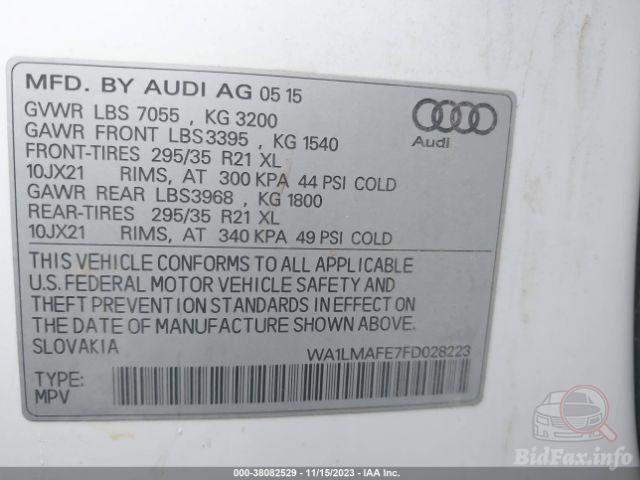 MFD. BY AUDI AG 05 15
GVWR LBS 7055 , KG 3200
GAWR FRONT LBS3395 , KG 1540
FRONT-TIRES 295/35 R21 XL
10JX21 RIMS, AT 300 KPA 44 PSI COLD
GAWR REAR LBS3968 , KG 1800
REAR-TIRES 295/35 R21 XL
10JX21 RIMS, AT 340 KPA 49 PSI COLD
Audi
THIS VEHICLE CONFORMS TO ALL APPLICABLE
U.S. FEDERAL MOTOR VEHICLE SAFETY AND
THEFT PREVENTION STANDARDS IN EFFECT ON
THE DATE OF MANUFACTURE SHOWN ABOVE.
SLOVAKIA WA1LMAFE7FD028223
TYPE:
MPV
BidFax.info
000-38082529 - 11/15/2023 - IAA Inc.